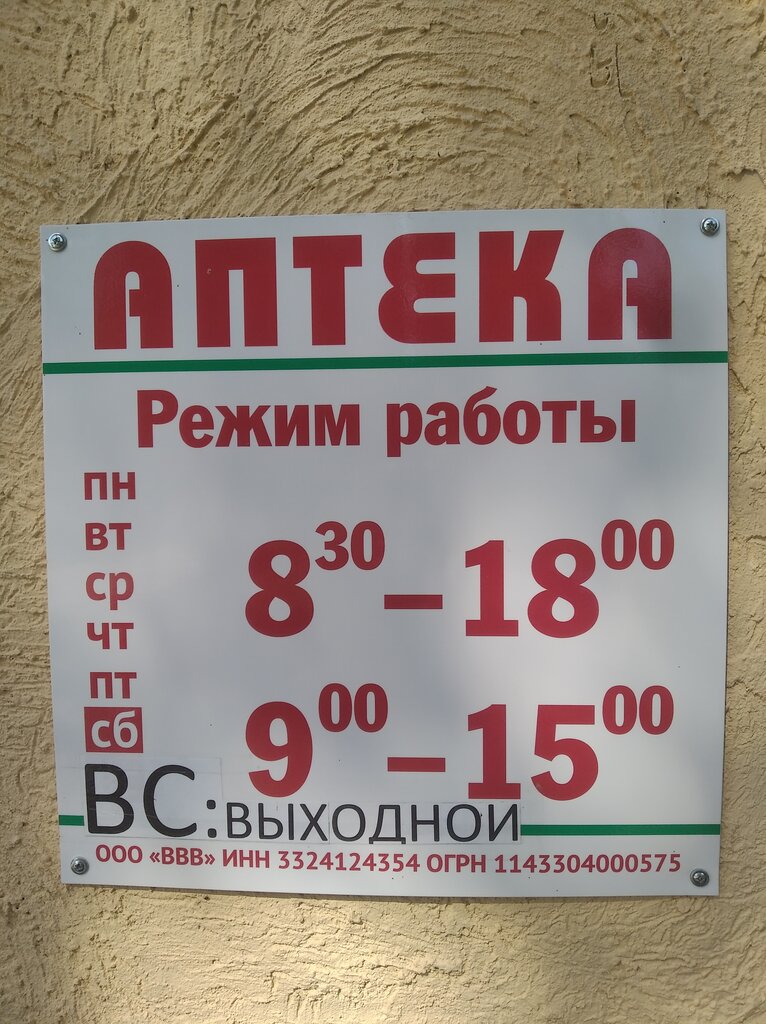 АПТЕКА
Режим работы
пн
вт
ср
чт
пт
8³⁰–18⁰⁰
сб
9⁰⁰–15⁰⁰
ВС:ВЫХОДНОЙ
ООО «ВВВ» ИНН 3324124354 ОГРН 1143304000575